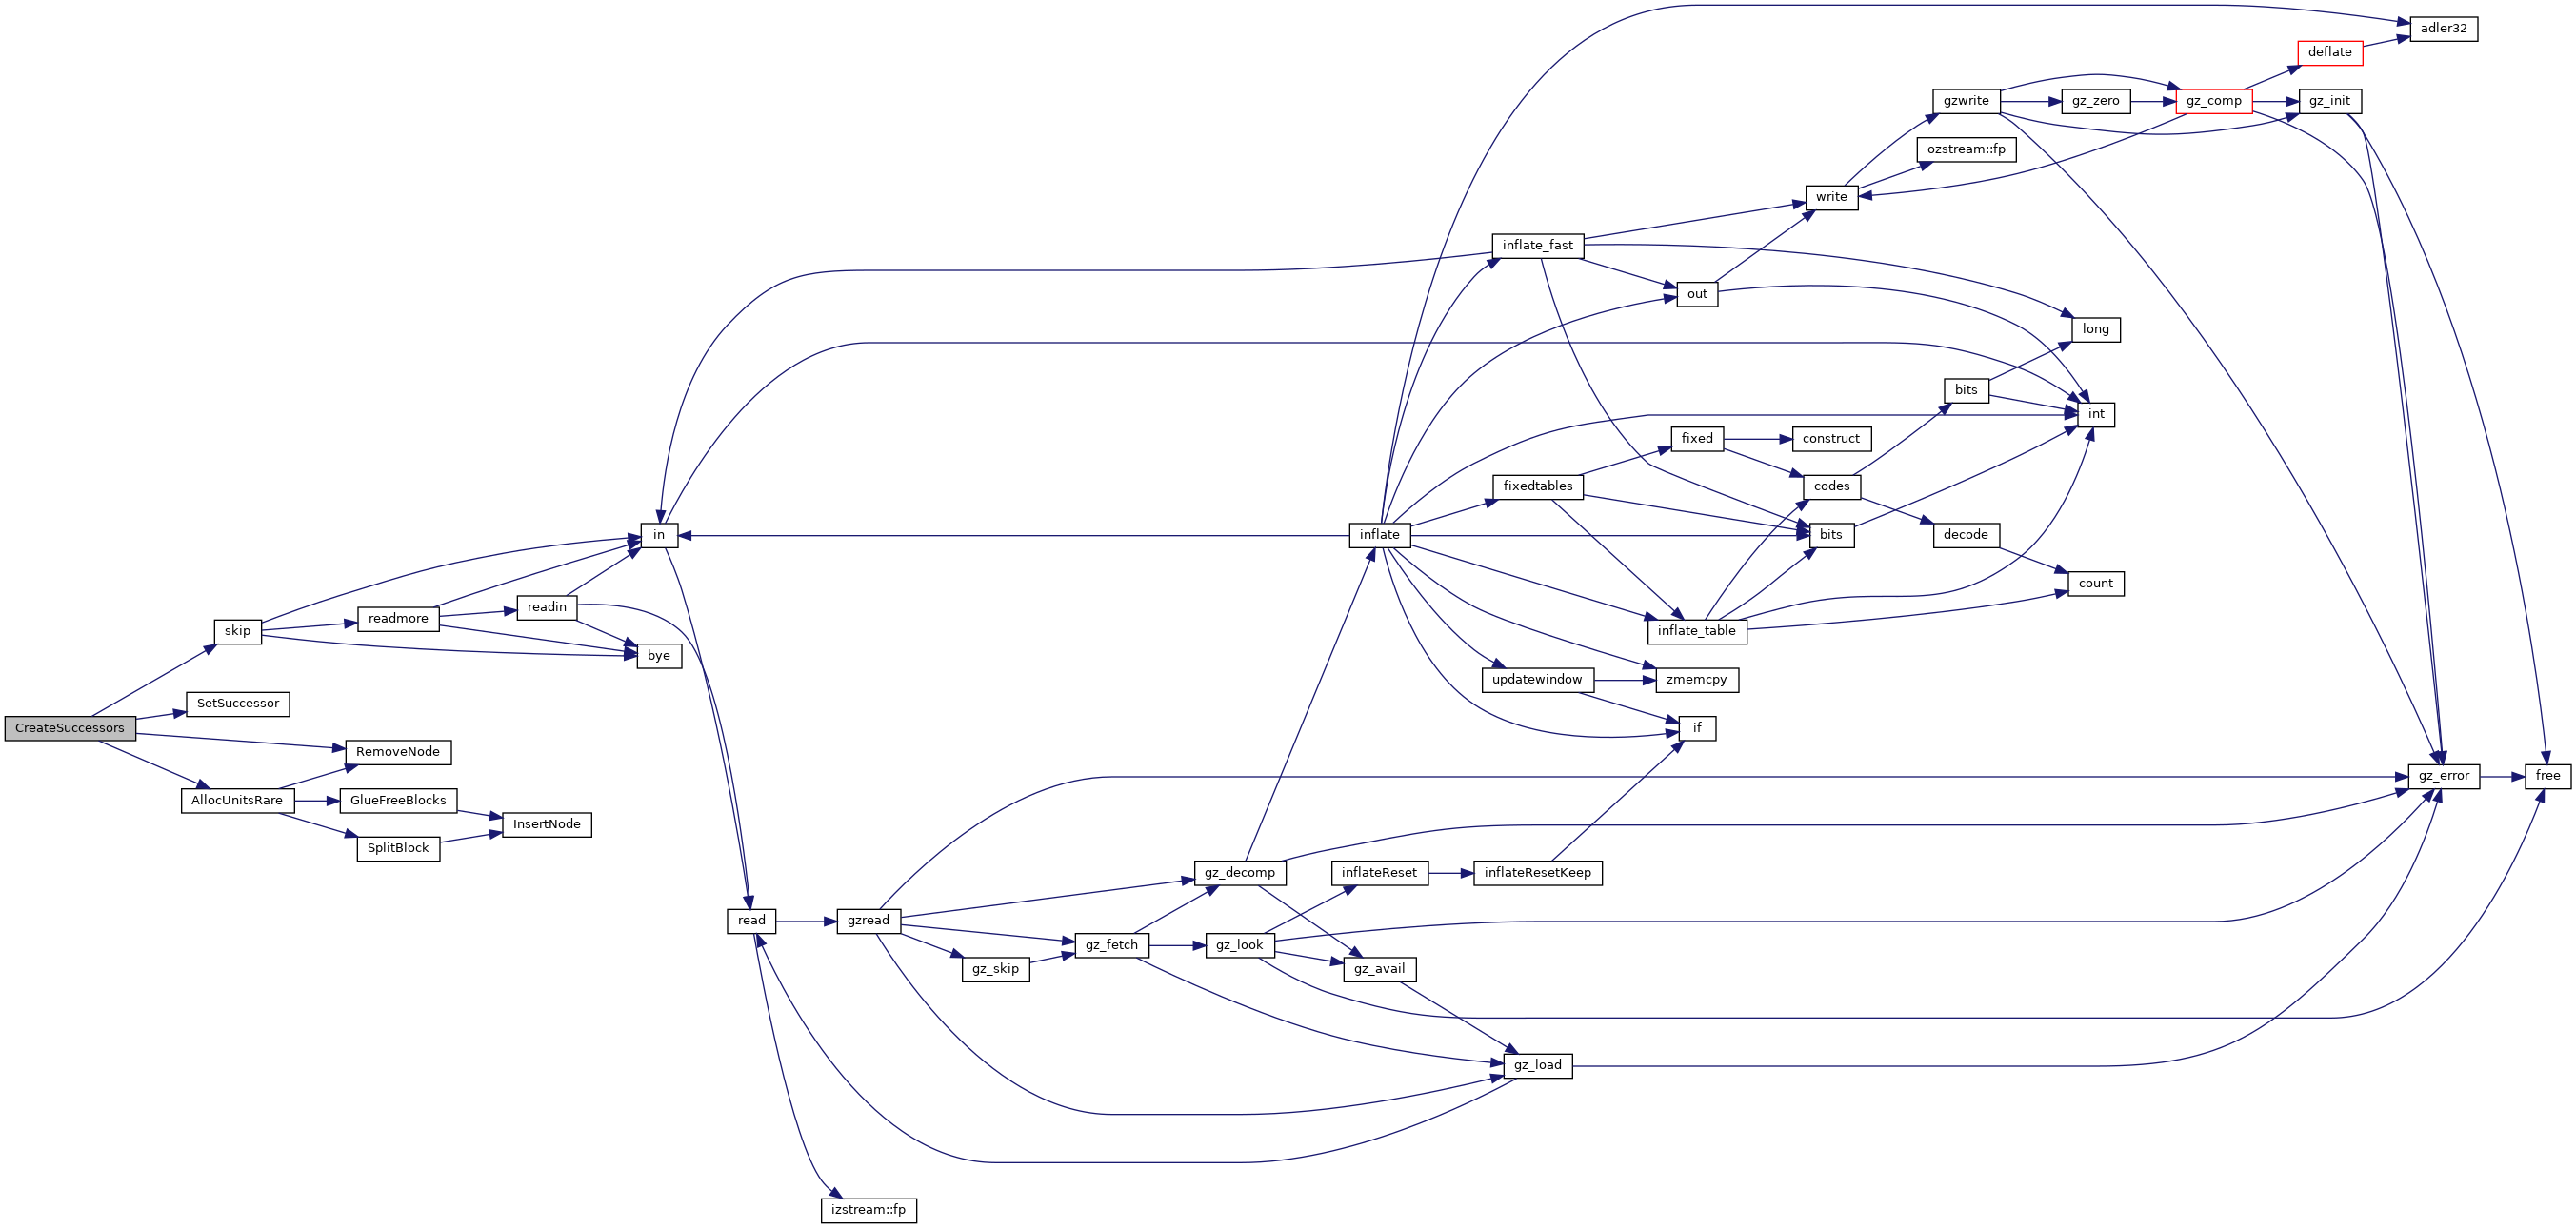 adler32
deflate
gzwrite
gz_zero
gz_comp
gz_init
ozstream::fp
write
inflate_fast
out
long
bits
int
fixed
construct
fixedtables
codes
in
inflate
bits
decode
count
readin
readmore
skip
inflate_table
bye
updatewindow
zmemcpy
SetSuccessor
CreateSuccessors
if
RemoveNode
gz_error
free
AllocUnitsRare
GlueFreeBlocks
InsertNode
SplitBlock
gz_decomp
inflateReset
inflateResetKeep
read
gzread
gz_fetch
gz_look
gz_skip
gz_avail
gz_load
izstream::fp